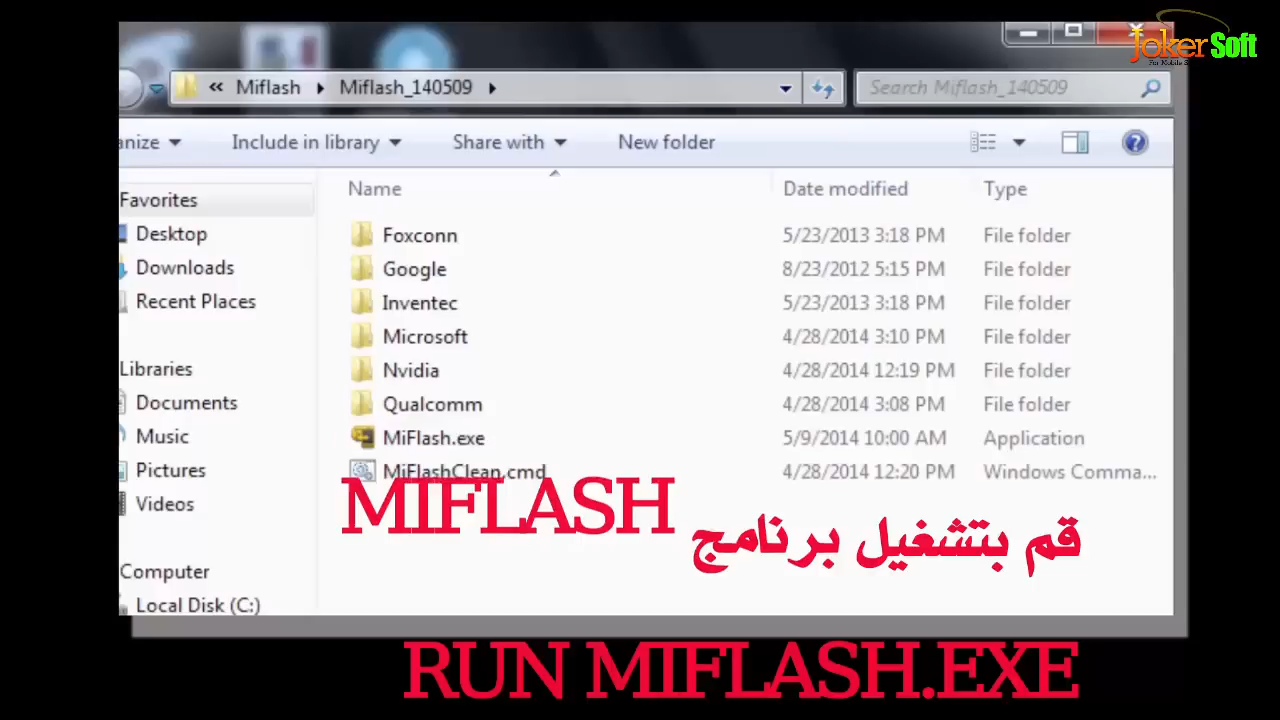 Joker Soft
For Mobile S
« Miflash ▸ Miflash_140509 ▸
Search Miflash_140509
anize
Include in library
Share with
New folder
Name
Date modified
Type
Favorites
Desktop
Downloads
Recent Places
Libraries
Documents
Music
Pictures
Videos
Computer
Local Disk (C:)
Foxconn 5/23/2013 3:18 PM File folder
Google 8/23/2012 5:15 PM File folder
Inventec 5/23/2013 3:18 PM File folder
Microsoft 4/28/2014 3:10 PM File folder
Nvidia 4/28/2014 12:19 PM File folder
Qualcomm 4/28/2014 3:08 PM File folder
MiFlash.exe 5/9/2014 10:00 AM Application
MiFlashClean.cmd 4/28/2014 12:20 PM Windows Comma...
قم بتشغيل برنامج MIFLASH
RUN MIFLASH.EXE